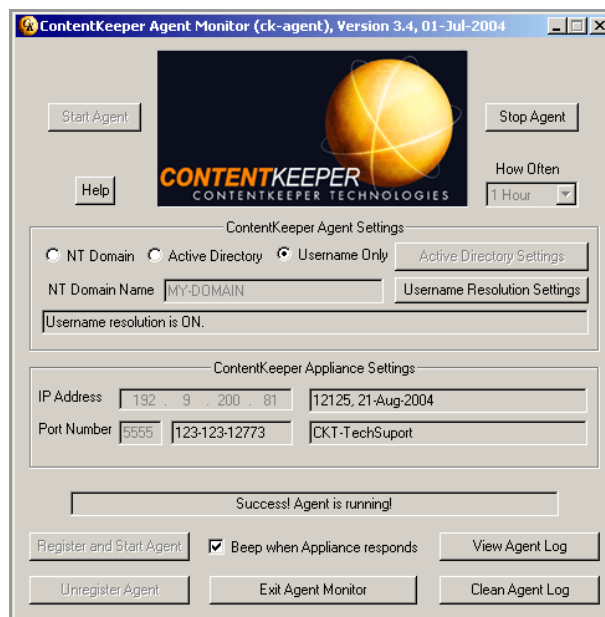 ContentKeeper Agent Monitor (ck-agent), Version 3.4, 01-Jul-2004
Start Agent
Stop Agent
How Often
Help
CONTENTKEEPER
CONTENTKEEPER TECHNOLOGIES
1 Hour
ContentKeeper Agent Settings
NT Domain Active Directory Username Only Active Directory Settings
NT Domain Name MY-DOMAIN Username Resolution Settings
Username resolution is ON.
ContentKeeper Appliance Settings
IP Address 192 . 9 . 200 . 81 12125, 21-Aug-2004
Port Number 5555 123-123-12773 CKT-TechSuport
Success! Agent is running!
Register and Start Agent Beep when Appliance responds View Agent Log
Unregister Agent Exit Agent Monitor Clean Agent Log